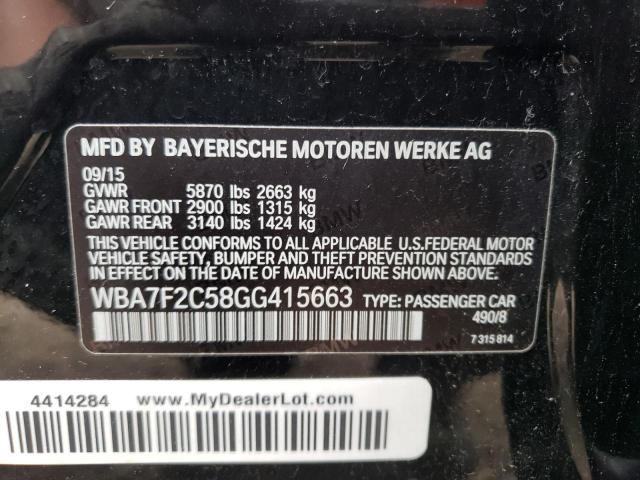 MFD BY BAYERISCHE MOTOREN WERKE AG
09/15
GVWR 5870 lbs 2663 kg
GAWR FRONT 2900 lbs 1315 kg
GAWR REAR 3140 lbs 1424 kg
THIS VEHICLE CONFORMS TO ALL APPLICABLE U.S.FEDERAL MOTOR
VEHICLE SAFETY, BUMPER AND THEFT PREVENTION STANDARDS
IN EFFECT ON THE DATE OF MANUFACTURE SHOWN ABOVE.
WBA7F2C58GG415663 TYPE: PASSENGER CAR
490/8
7 315 814
4414284 www.MyDealerLot.com